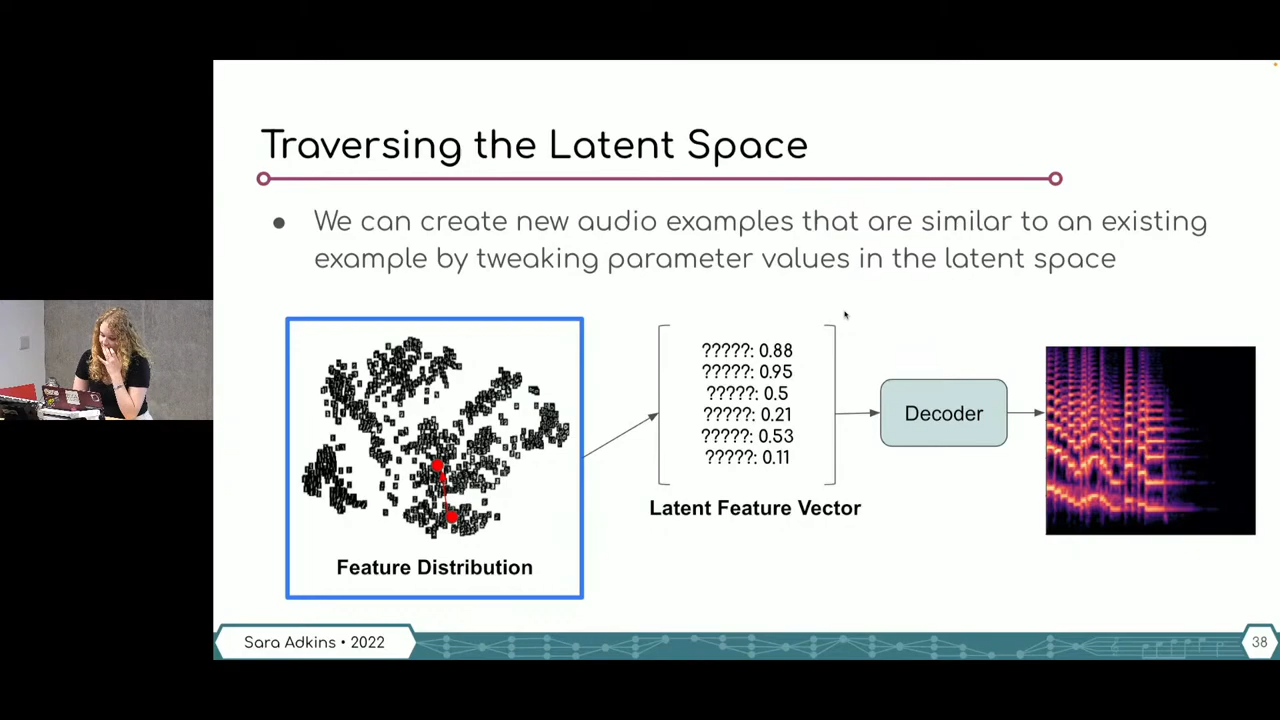 Traversing the Latent Space
● We can create new audio examples that are similar to an existing
example by tweaking parameter values in the latent space
?????: 0.88
?????: 0.95
?????: 0.5
?????: 0.21
?????: 0.53
?????: 0.11
Decoder
Latent Feature Vector
Feature Distribution
Sara Adkins • 2022
38